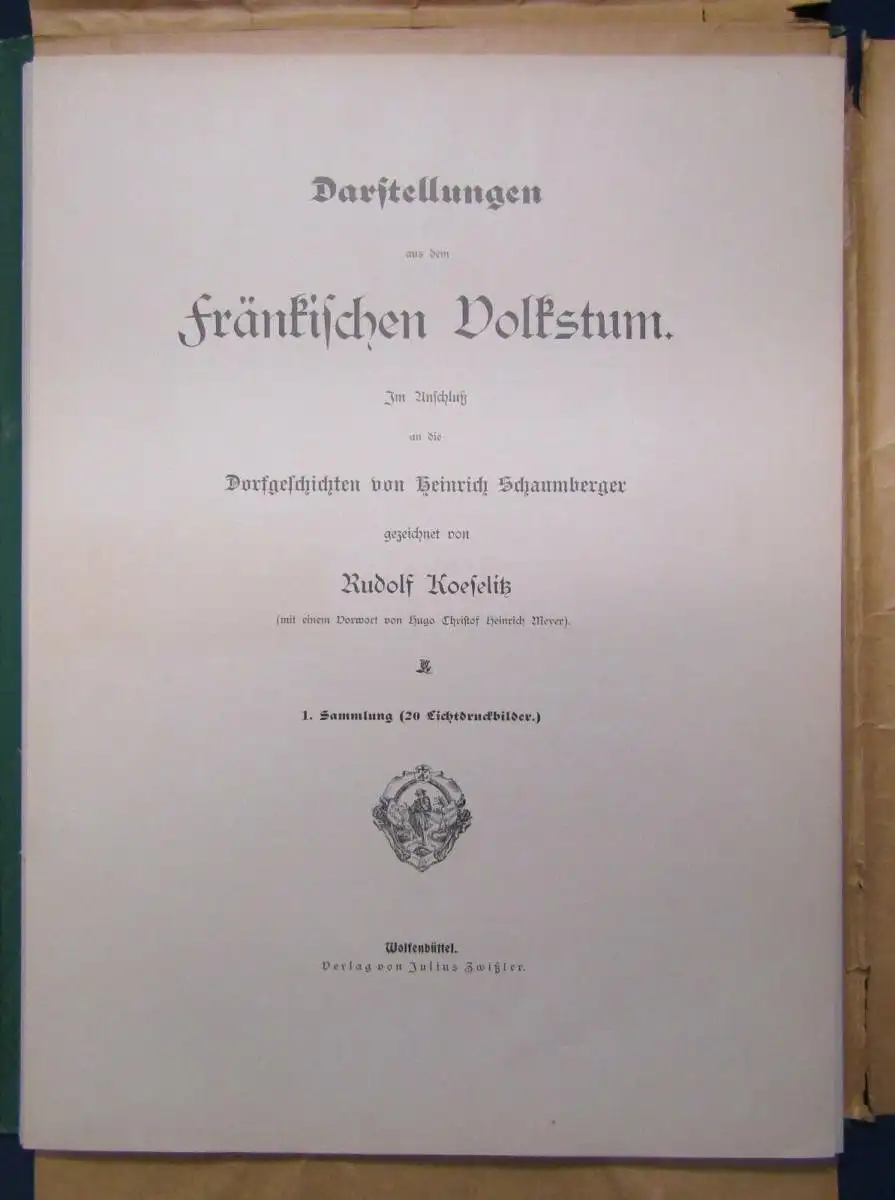 Darſtellungen
aus dem
Fränkiſchen Volkstum.
Im Anſchluß
an die
Dorfgeſchichten von Heinrich Schaumberger
gezeichnet von
Rudolf Koeſelitz
(mit einem Vorwort von Hugo Chriſtof Heinrich Meyer).
1. Sammlung (20 Lichtdruckbilder.)
Wolfenbüttel.
Verlag von Julius Zwißler.